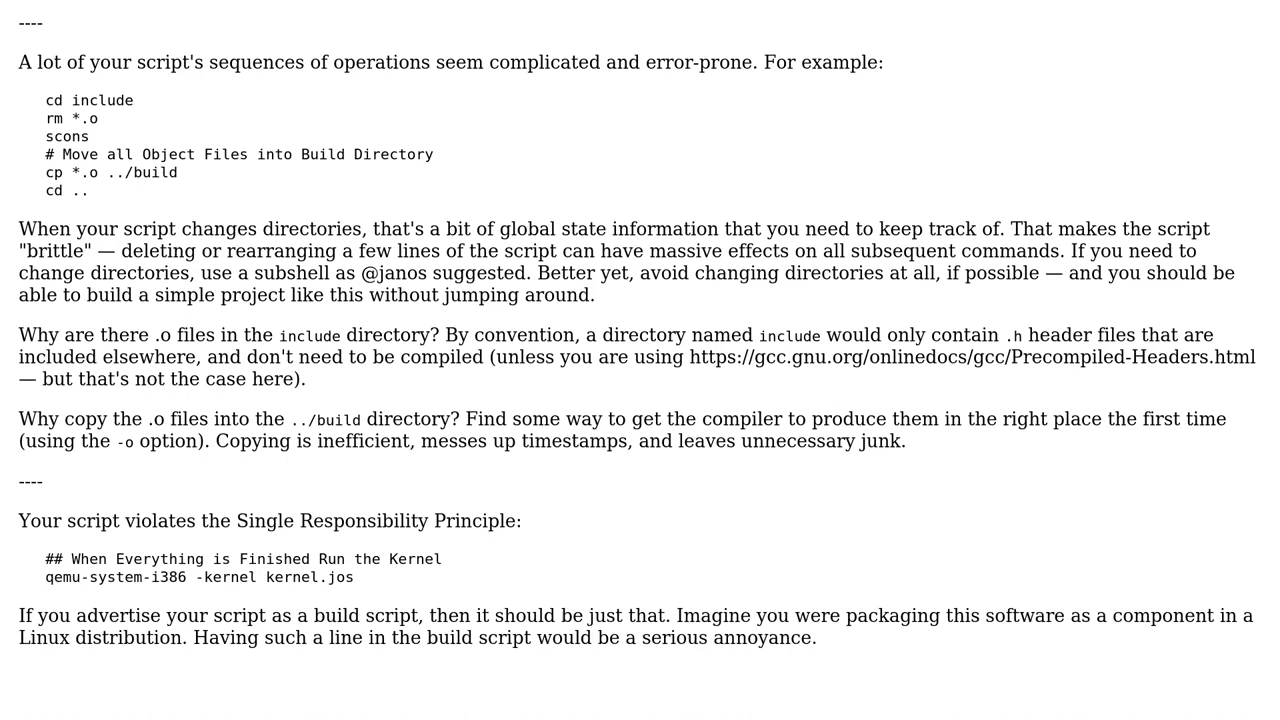 ----
A lot of your script's sequences of operations seem complicated and error-prone. For example:
cd include
rm *.o
scons
# Move all Object Files into Build Directory
cp *.o ../build
cd ..
When your script changes directories, that's a bit of global state information that you need to keep track of. That makes the script
"brittle" — deleting or rearranging a few lines of the script can have massive effects on all subsequent commands. If you need to
change directories, use a subshell as @janos suggested. Better yet, avoid changing directories at all, if possible — and you should be
able to build a simple project like this without jumping around.
Why are there .o files in the include directory? By convention, a directory named include would only contain .h header files that are
included elsewhere, and don't need to be compiled (unless you are using https://gcc.gnu.org/onlinedocs/gcc/Precompiled-Headers.html
— but that's not the case here).
Why copy the .o files into the ../build directory? Find some way to get the compiler to produce them in the right place the first time
(using the -o option). Copying is inefficient, messes up timestamps, and leaves unnecessary junk.
----
Your script violates the Single Responsibility Principle:
## When Everything is Finished Run the Kernel
qemu-system-i386 -kernel kernel.jos
If you advertise your script as a build script, then it should be just that. Imagine you were packaging this software as a component in a
Linux distribution. Having such a line in the build script would be a serious annoyance.